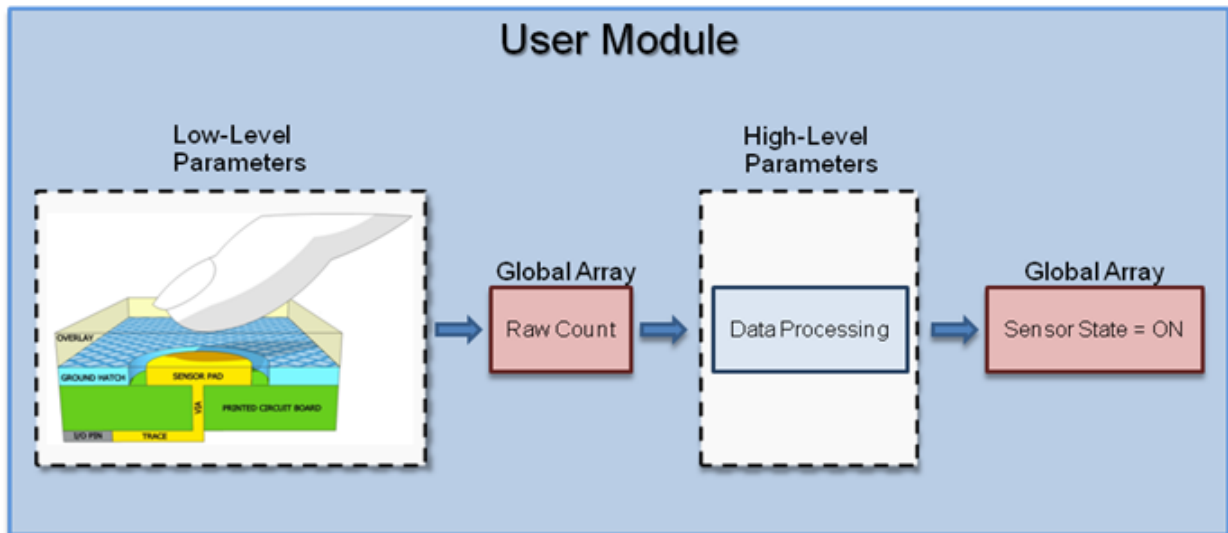 User Module
Low-Level
Parameters
High-Level
Parameters
Global Array
Global Array
Raw Count
Data Processing
Sensor State = ON
OVERLAY
GROUND HATCH
SENSOR PAD
VIA
PRINTED CIRCUIT BOARD
I/O PIN
TRACE